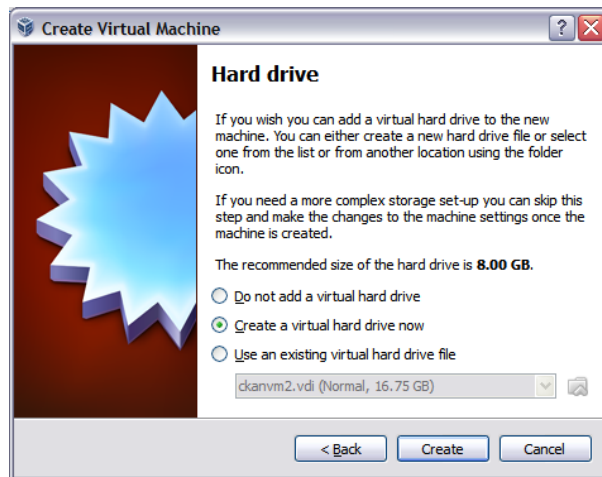 Create Virtual Machine
Hard drive
If you wish you can add a virtual hard drive to the new
machine. You can either create a new hard drive file or select
one from the list or from another location using the folder
icon.
If you need a more complex storage set-up you can skip this
step and make the changes to the machine settings once the
machine is created.
The recommended size of the hard drive is 8.00 GB.
Do not add a virtual hard drive
Create a virtual hard drive now
Use an existing virtual hard drive file
ckanvm2.vdi (Normal, 16.75 GB)
< Back Create Cancel